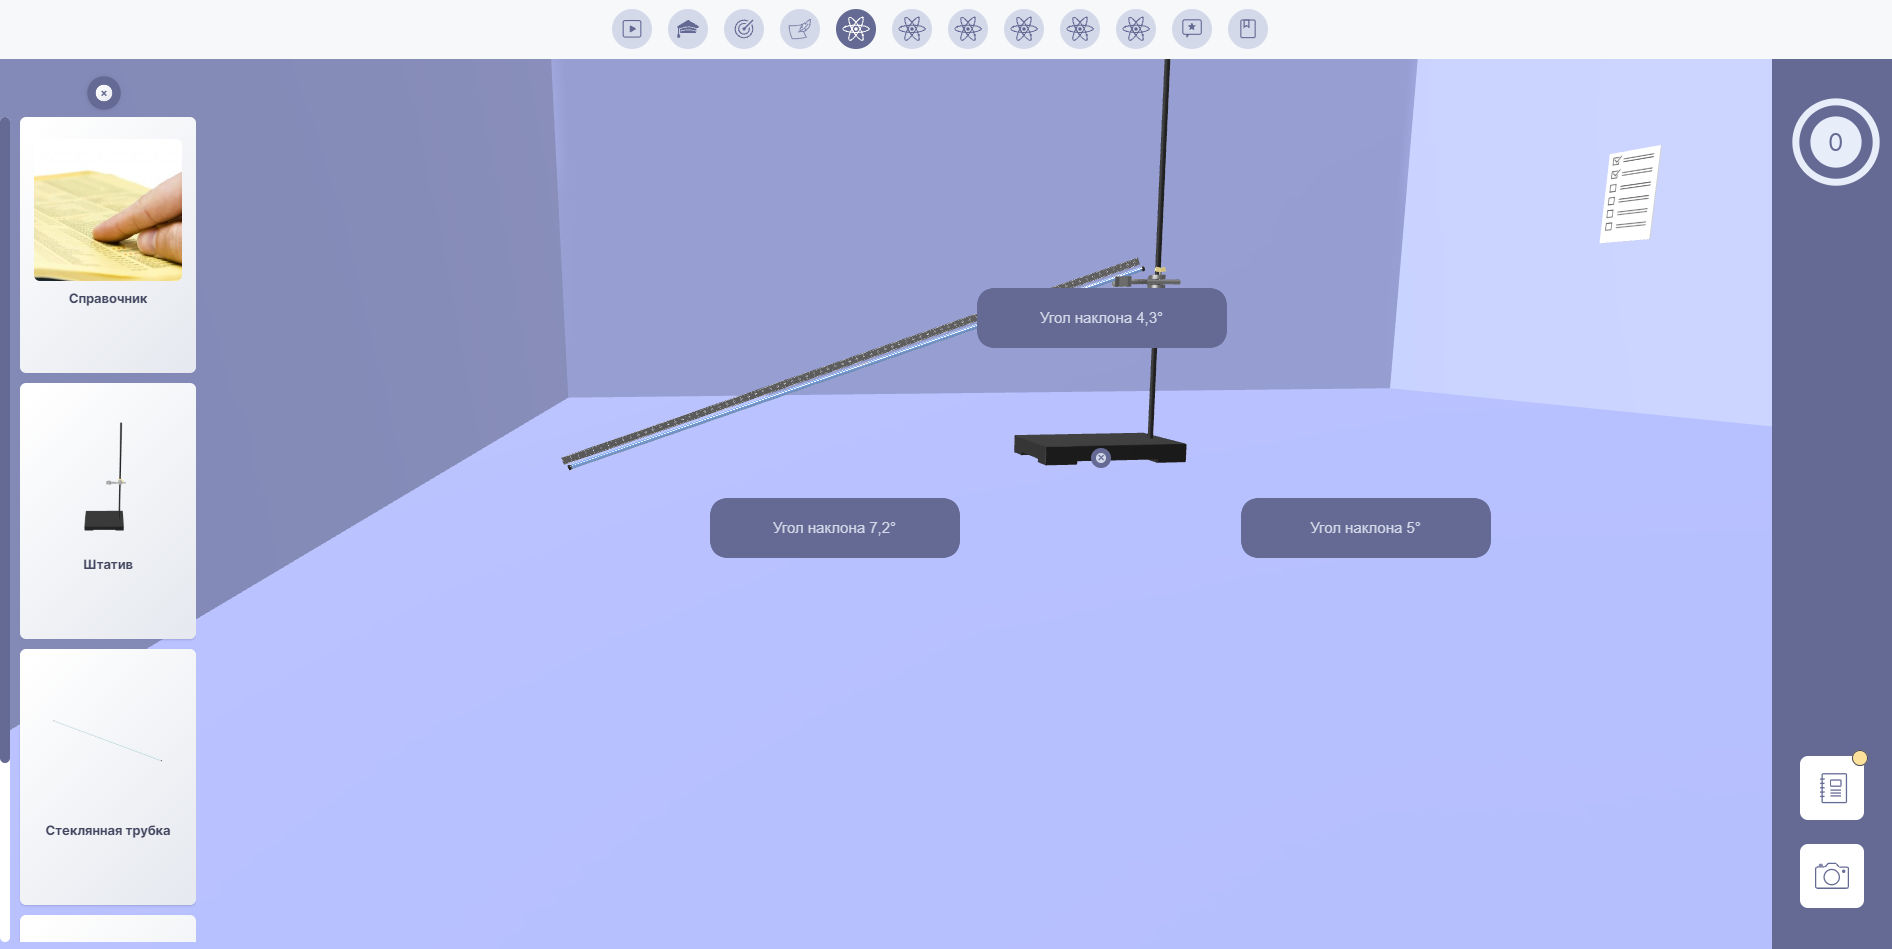 0
Справочник
Угол наклона 4,3°
Угол наклона 7,2°
Угол наклона 5°
Штатив
Стеклянная трубка